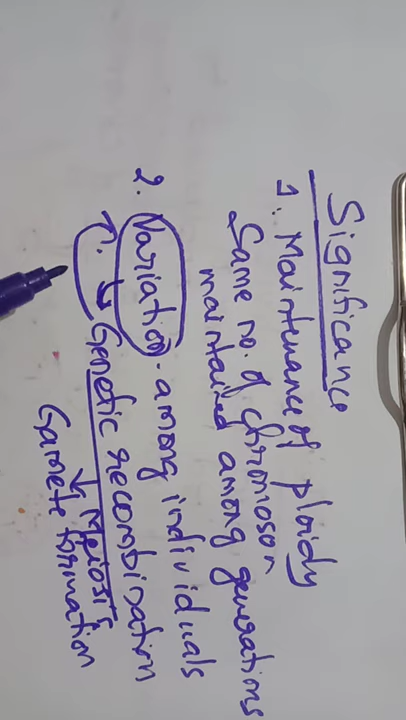 Significance
1. Maintenance of ploidy
Same no. of chromoson
maintained among generations
2. Variation - among individuals
↳ Genetic recombination
↳ Meiosis
Gamete formation